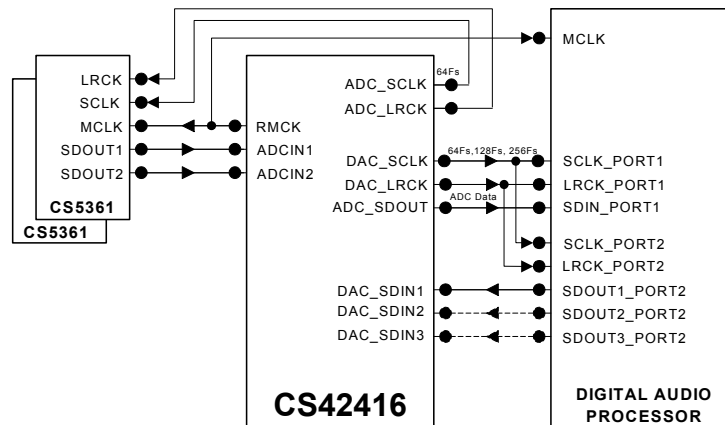 MCLK
LRCK
SCLK
MCLK
SDOUT1
SDOUT2
CS5361
CS5361
64Fs
ADC_SCLK
ADC_LRCK
RMCK
ADCIN1
ADCIN2
64Fs,128Fs, 256Fs
DAC_SCLK
DAC_LRCK
ADC Data
ADC_SDOUT
DAC_SDIN1
DAC_SDIN2
DAC_SDIN3
CS42416
SCLK_PORT1
LRCK_PORT1
SDIN_PORT1
SCLK_PORT2
LRCK_PORT2
SDOUT1_PORT2
SDOUT2_PORT2
SDOUT3_PORT2
DIGITAL AUDIO
PROCESSOR